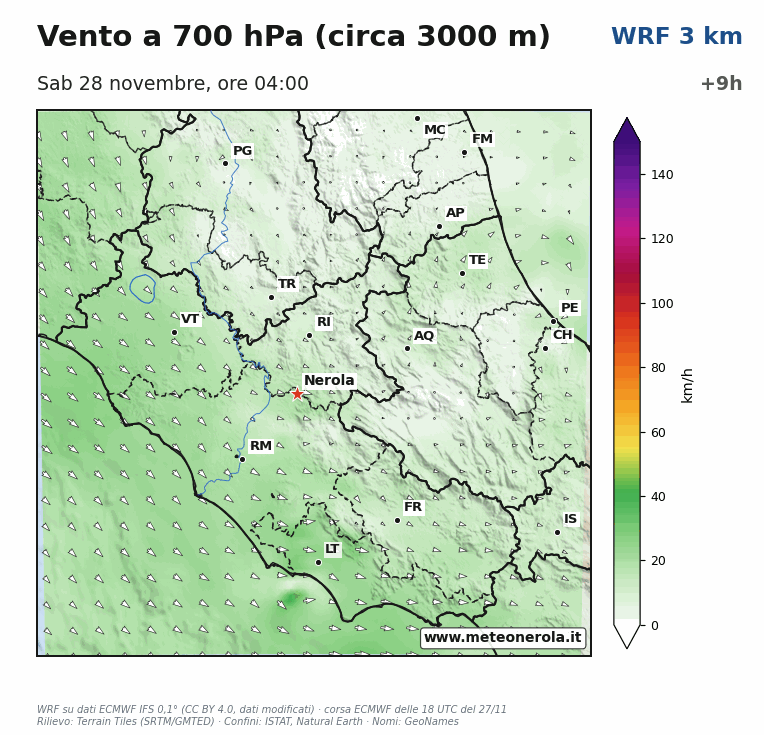 Vento a 700 hPa (circa 3000 m)
WRF 3 km
Sab 28 novembre, ore 04:00
+9h
MC
FM
PG
AP
TE
TR
PE
VT
RI
AQ
CH
Nerola
RM
FR
IS
LT
www.meteonerola.it
140
120
100
80
60
40
20
0
km/h
WRF su dati ECMWF IFS 0,1° (CC BY 4.0, dati modificati) · corsa ECMWF delle 18 UTC del 27/11
Rilievo: Terrain Tiles (SRTM/GMTED) · Confini: ISTAT, Natural Earth · Nomi: GeoNames